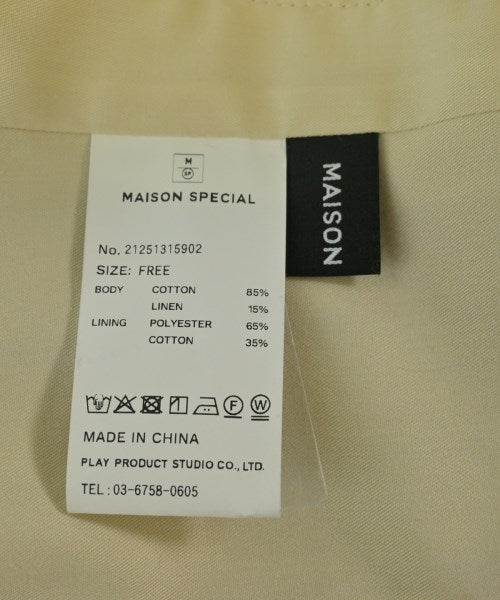 M
SP
MAISON SPECIAL
MAISON
No. 21251315902
SIZE: FREE
BODY COTTON 85%
LINEN 15%
LINING POLYESTER 65%
COTTON 35%
F W
MADE IN CHINA
PLAY PRODUCT STUDIO CO., LTD.
TEL : 03-6758-0605